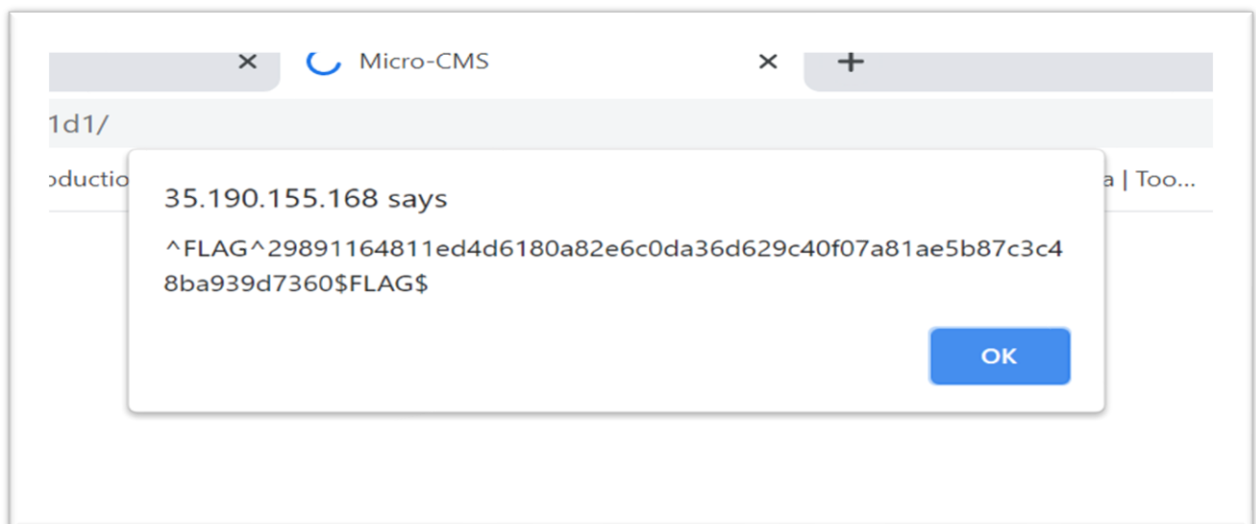 Micro-CMS
1d1/
oductio
a | Too...
35.190.155.168 says
^FLAG^29891164811ed4d6180a82e6c0da36d629c40f07a81ae5b87c3c4
8ba939d7360$FLAG$
OK